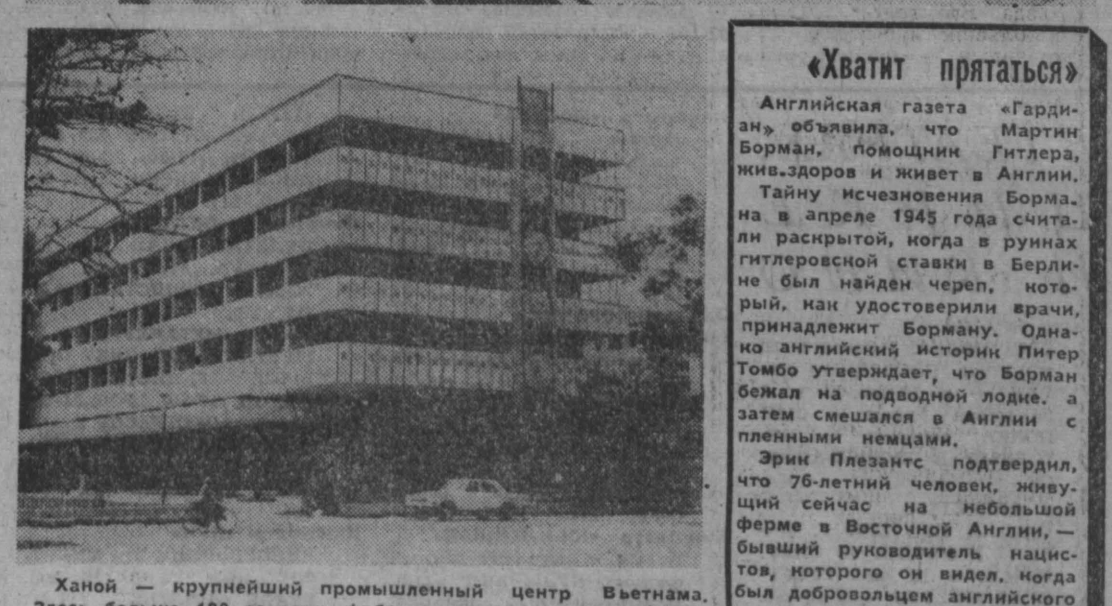 Ханой — крупнейший промышленный центр Вьетнама.
«Хватит прятаться»
Английская газета «Гарди-
ан» объявила, что Мартин
Борман, помощник Гитлера,
жив.здоров и живет в Англии.
Тайну исчезновения Борма-
на в апреле 1945 года счита-
ли раскрытой, когда в руинах
гитлеровской ставки в Берли-
не был найден череп, кото-
рый, как удостоверили врачи,
принадлежит Борману. Одна-
ко английский историк Питер
Томбо утверждает, что Борман
бежал на подводной лодке, а
затем смешался в Англии с
пленными немцами.
Эрик Плезантс подтвердил,
что 76-летний человек, живу-
щий сейчас на небольшой
ферме в Восточной Англии, —
бывший руководитель нацис-
тов, которого он видел, когда
был добровольцем английского